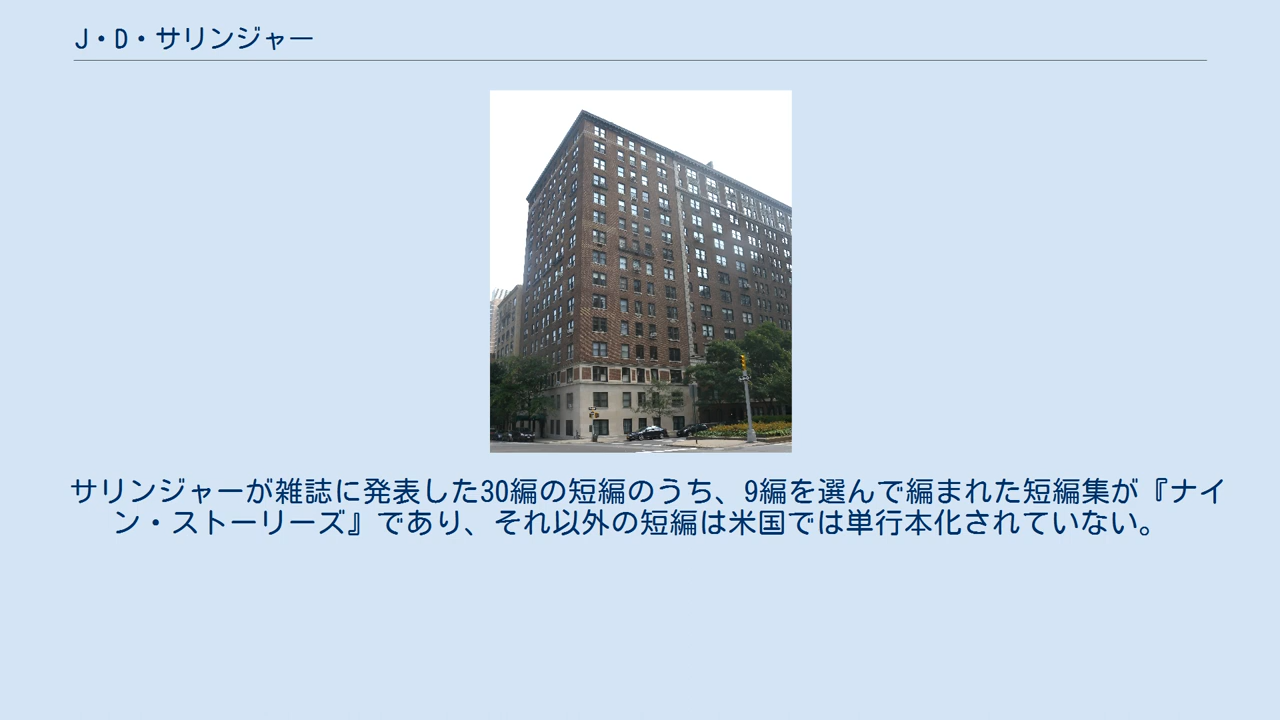 J・D・サリンジャー
サリンジャーが雑誌に発表した30編の短編のうち、9編を選んで編まれた短編集が『ナイ
ン・ストーリーズ』であり、それ以外の短編は米国では単行本化されていない。